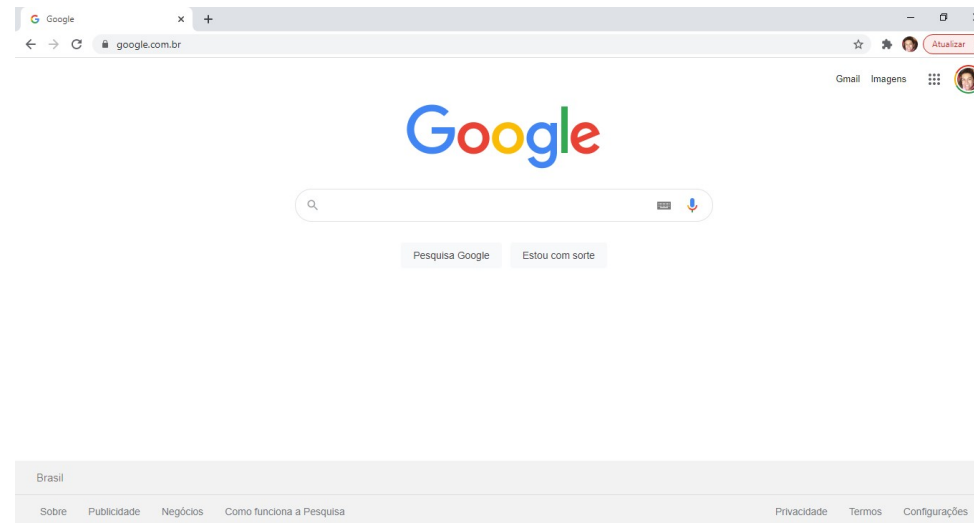 Google
google.com.br
Atualizar
Gmail Imagens
Google
Pesquisa Google Estou com sorte
Brasil
Sobre Publicidade Negócios Como funciona a Pesquisa Privacidade Termos Configurações